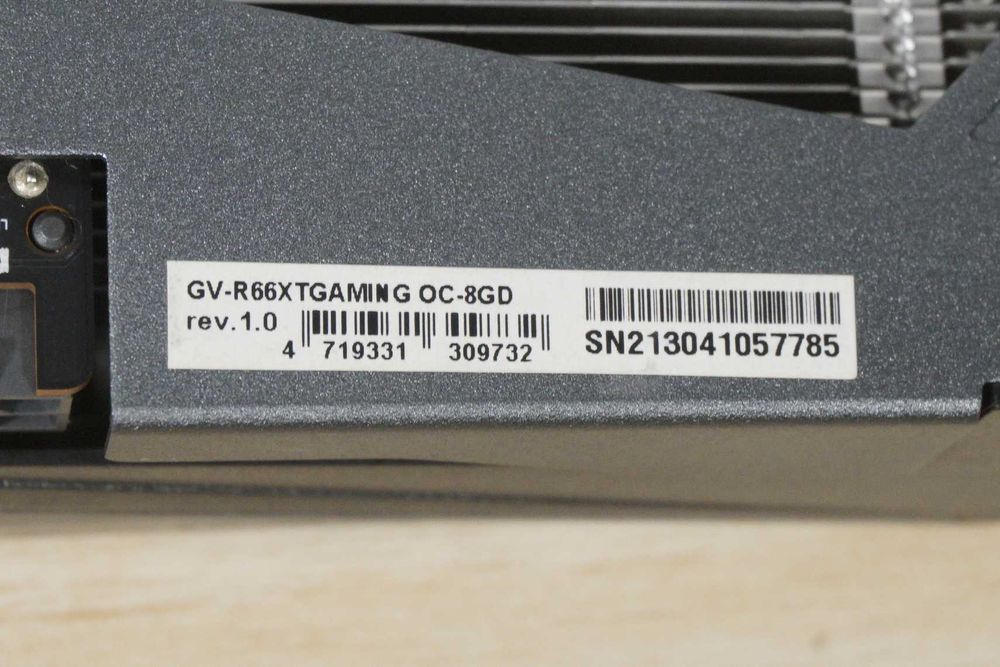 GV-R66XTGAMING OC-8GD
rev.1.0
4 719331 309732
SN213041057785